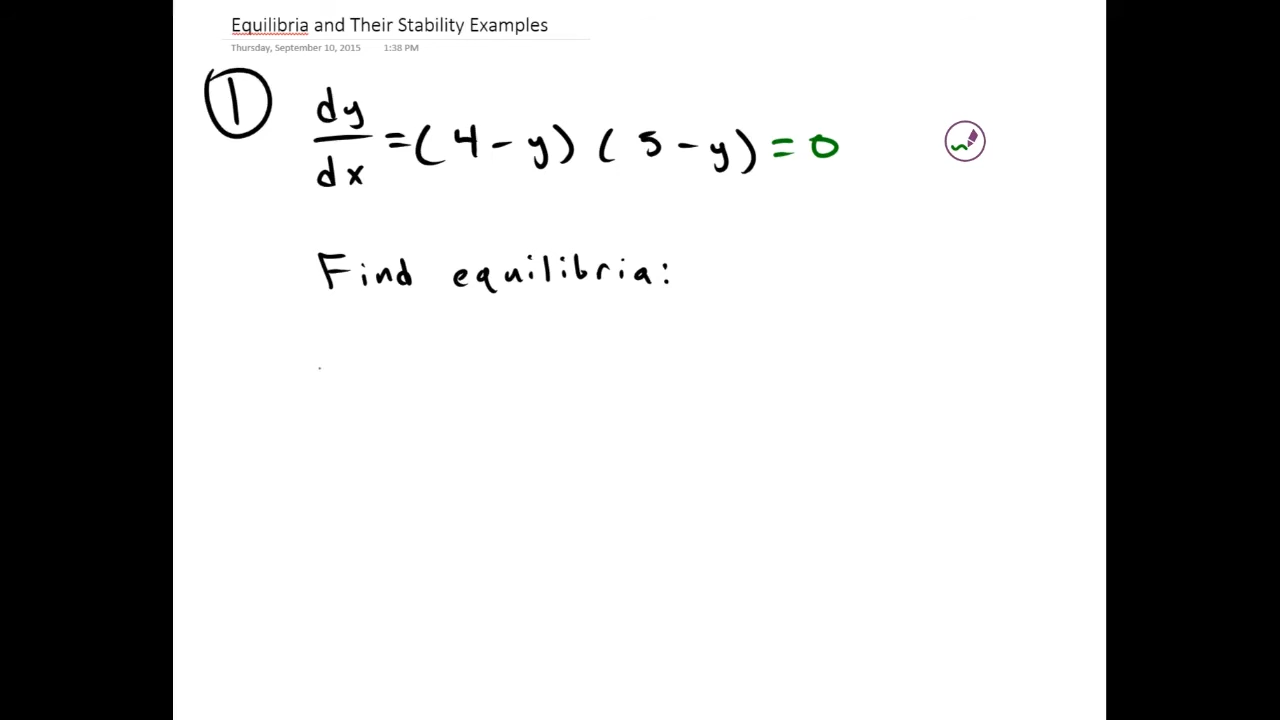 Equilibria and Their Stability Examples
Thursday, September 10, 2015 1:38 PM
1 dy/dx = (4 - y) (5 - y) = 0
Find equilibria: